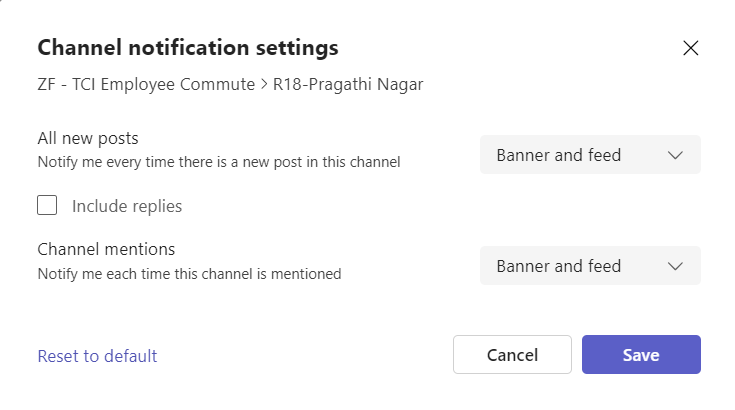 Channel notification settings
ZF - TCI Employee Commute > R18-Pragathi Nagar
All new posts
Notify me every time there is a new post in this channel
Banner and feed
Include replies
Channel mentions
Notify me each time this channel is mentioned
Banner and feed
Reset to default
Cancel
Save